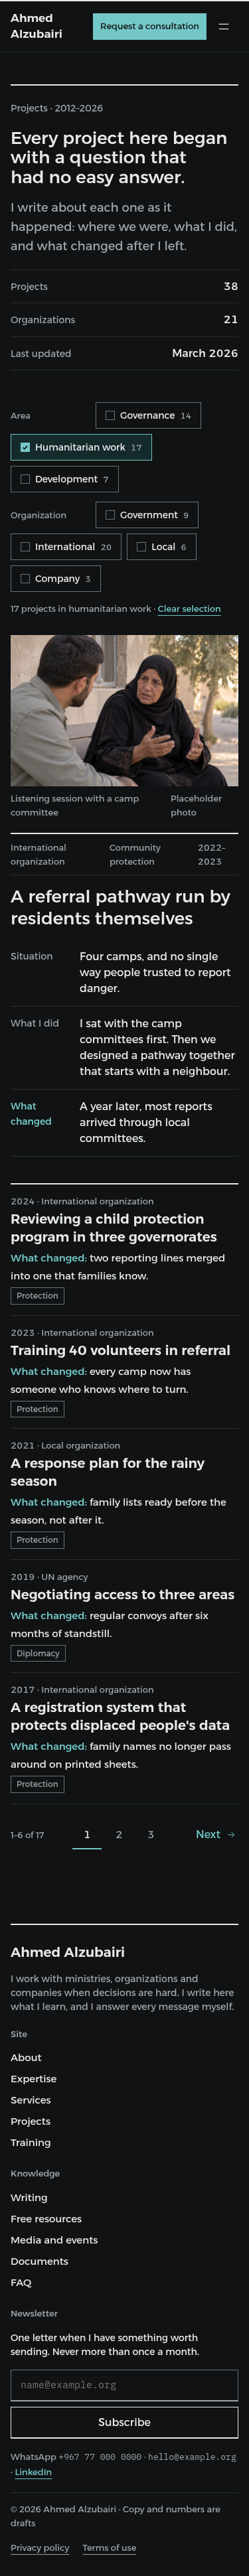 Ahmed
Alzubairi
Request a consultation
Projects · 2012–2026
Every project here began
with a question that
had no easy answer.
I write about each one as it
happened: where we were, what I did,
and what changed after I left.
Projects 38
Organizations 21
Last updated March 2026
Area
Governance 14
Humanitarian work 17
Development 7
Organization
Government 9
International 20
Local 6
Company 3
17 projects in humanitarian work · Clear selection
Listening session with a camp
committee
Placeholder
photo
International
organization
Community
protection
2022–
2023
A referral pathway run by
residents themselves
Situation
Four camps, and no single
way people trusted to report
danger.
What I did
I sat with the camp
committees first. Then we
designed a pathway together
that starts with a neighbour.
What
changed
A year later, most reports
arrived through local
committees.
2024 · International organization
Reviewing a child protection
program in three governorates
What changed: two reporting lines merged
into one that families know.
Protection
2023 · International organization
Training 40 volunteers in referral
What changed: every camp now has
someone who knows where to turn.
Protection
2021 · Local organization
A response plan for the rainy
season
What changed: family lists ready before the
season, not after it.
Protection
2019 · UN agency
Negotiating access to three areas
What changed: regular convoys after six
months of standstill.
Diplomacy
2017 · International organization
A registration system that
protects displaced people's data
What changed: family names no longer pass
around on printed sheets.
Protection
1–6 of 17 1 2 3 Next →
Ahmed Alzubairi
I work with ministries, organizations and
companies when decisions are hard. I write here
what I learn, and I answer every message myself.
Site
About
Expertise
Services
Projects
Training
Knowledge
Writing
Free resources
Media and events
Documents
FAQ
Newsletter
One letter when I have something worth
sending. Never more than once a month.
name@example.org
Subscribe
WhatsApp +967 77 000 0000 · hello@example.org
· LinkedIn
© 2026 Ahmed Alzubairi · Copy and numbers are
drafts
Privacy policy Terms of use